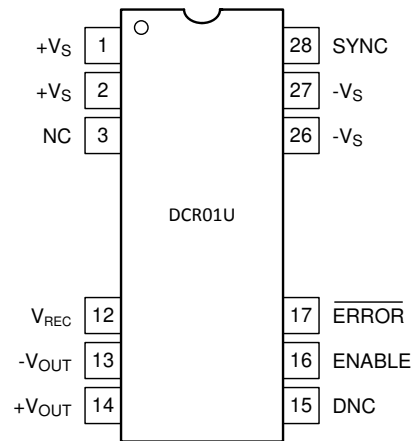 +VS 1 28 SYNC
+VS 2 27 -VS
NC 3 26 -VS
DCR01U
VREC 12 17 ERROR
-VOUT 13 16 ENABLE
+VOUT 14 15 DNC